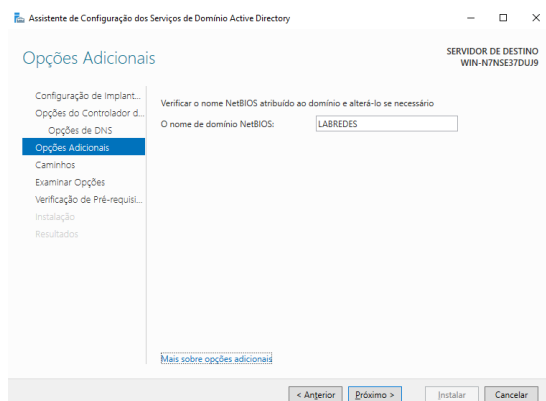 Assistente de Configuração dos Serviços de Domínio Active Directory
Opções Adicionais
SERVIDOR DE DESTINO
WIN-N7NSE37DUJ9
Configuração de Implant...
Opções do Controlador d...
Opções de DNS
Opções Adicionais
Caminhos
Examinar Opções
Verificação de Pré-requisi...
Instalação
Resultados
Verificar o nome NetBIOS atribuído ao domínio e alterá-lo se necessário
O nome de domínio NetBIOS: LABREDES
Mais sobre opções adicionais
< Anterior Próximo > Instalar Cancelar